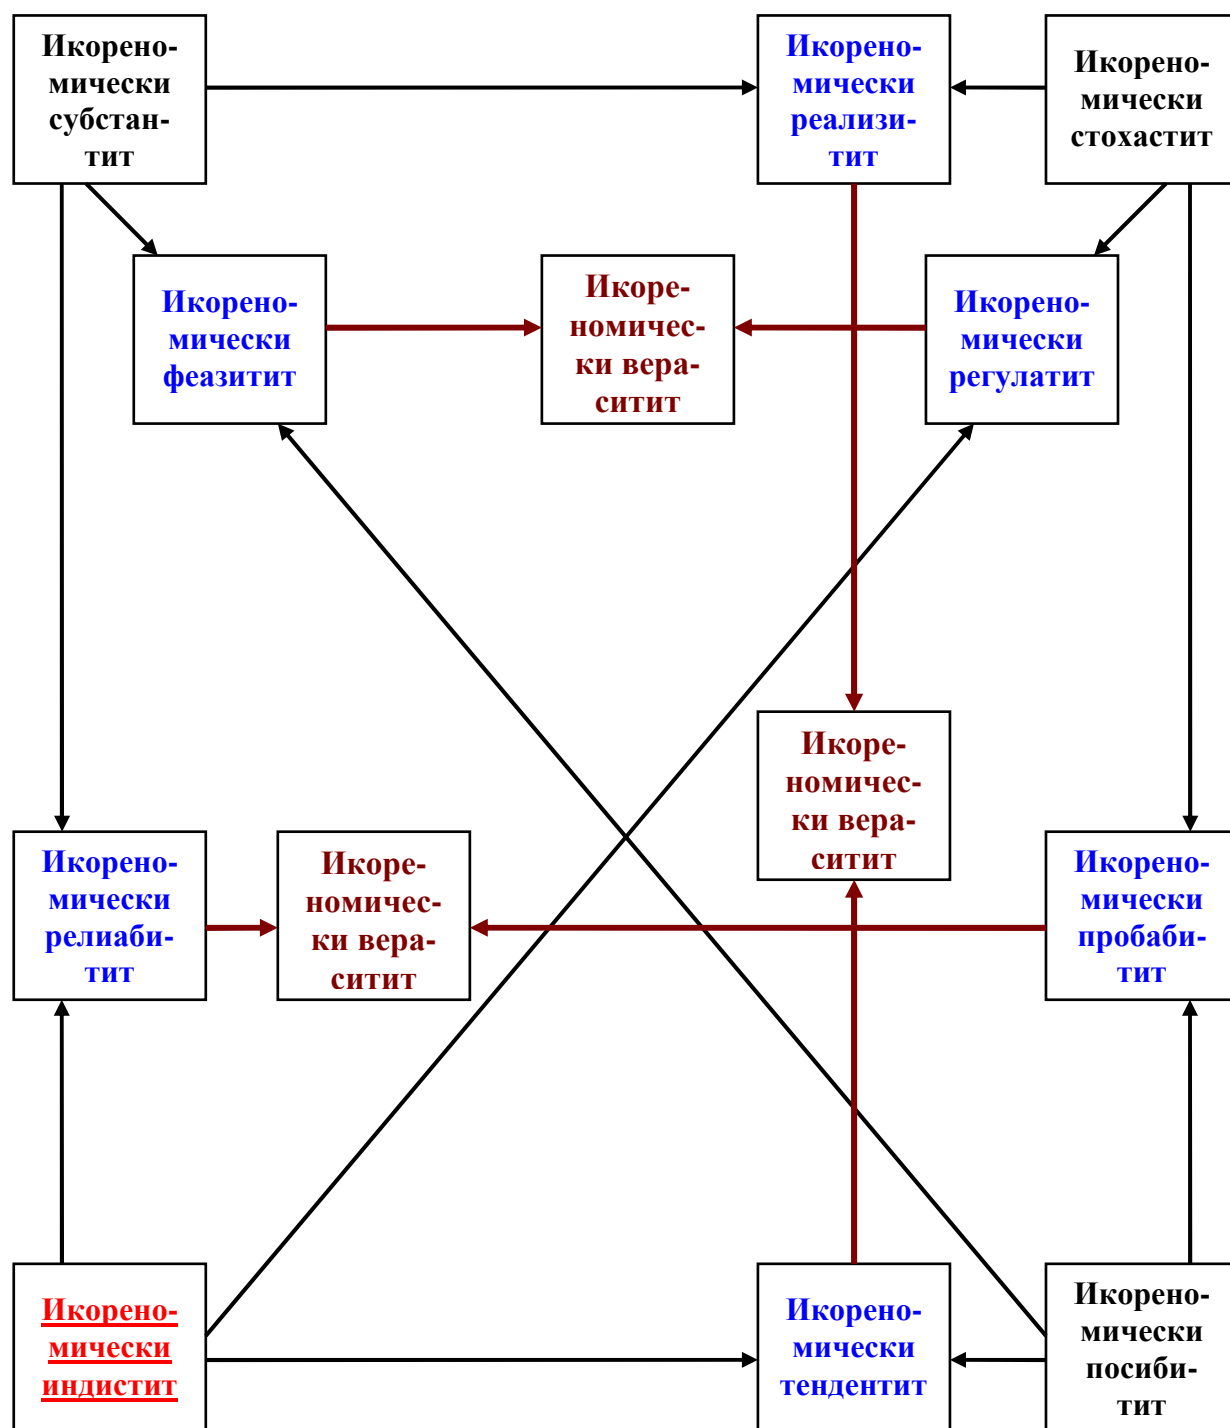 Икорено-
мически
субстан-
тит
Икорено-
мически
реализи-
тит
Икорено-
мически
стохастит
Икорено-
мически
феазитит
Икоре-
номичес-
ки вера-
ситит
Икорено-
мически
регулатит
Икоре-
номичес-
ки вера-
ситит
Икорено-
мически
релиаби-
тит
Икоре-
номичес-
ки вера-
ситит
Икорено-
мически
пробаби-
тит
Икорено-
мически
индистит
Икорено-
мически
тендентит
Икорено-
мически
посиби-
тит